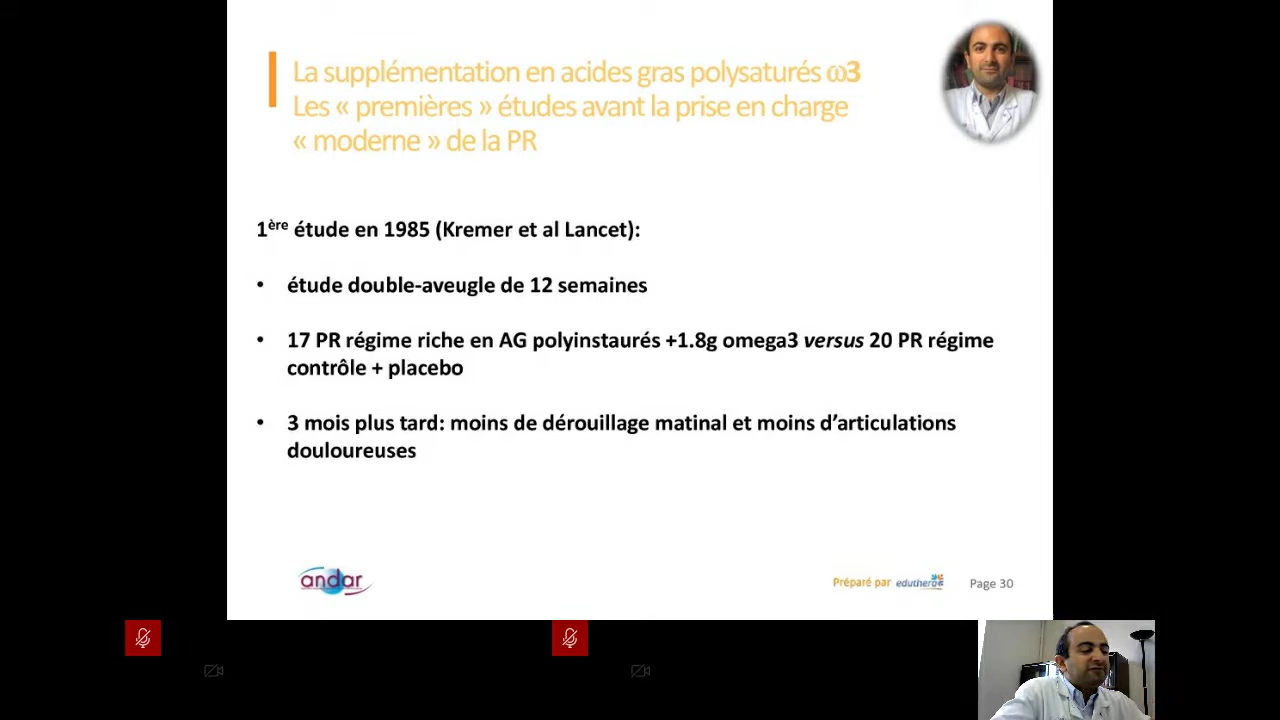 La supplémentation en acides gras polysaturés ω3
Les « premières » études avant la prise en charge
« moderne » de la PR
1ère étude en 1985 (Kremer et al Lancet):
• étude double-aveugle de 12 semaines
• 17 PR régime riche en AG polyinstaurés +1.8g omega3 versus 20 PR régime
contrôle + placebo
• 3 mois plus tard: moins de dérouillage matinal et moins d’articulations
douloureuses
andar
Préparé par eduthera
Page 30